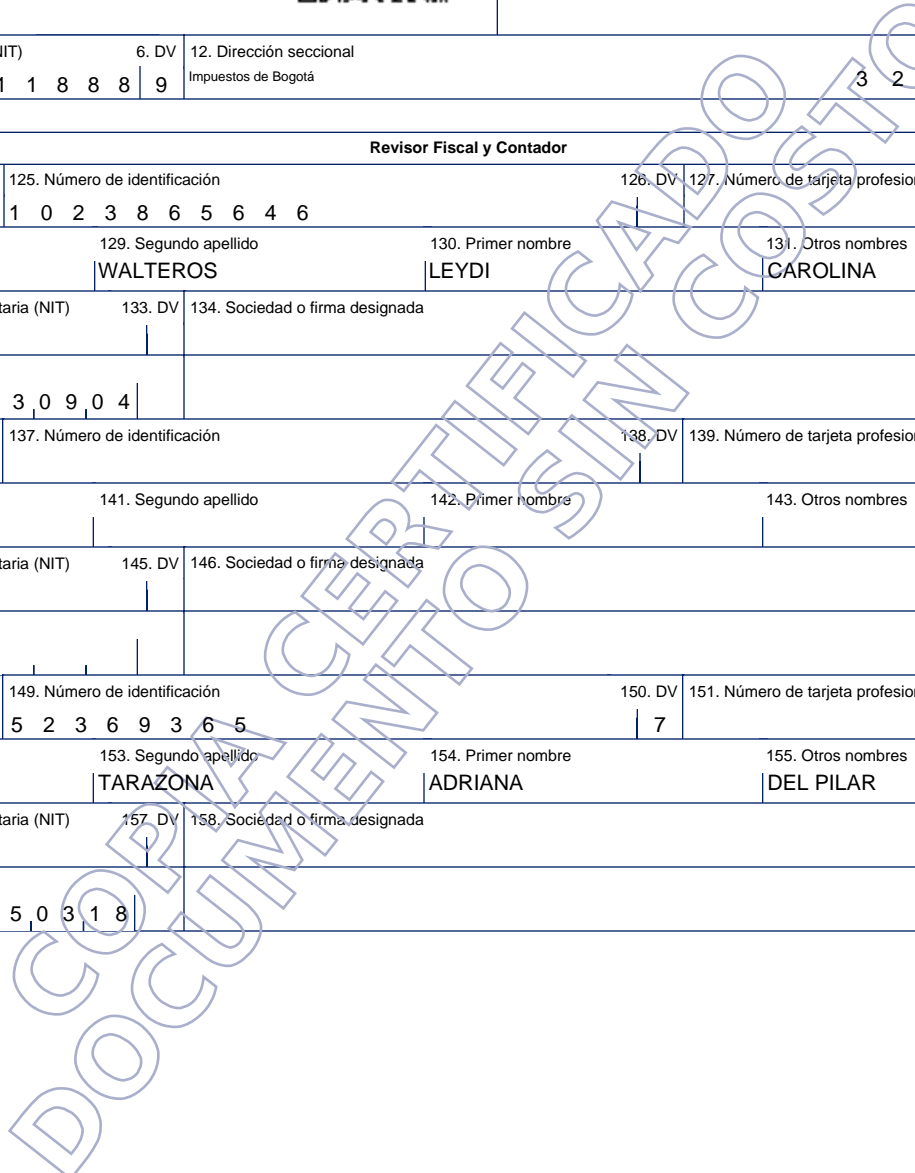 NIT) 6. DV 12. Dirección seccional
1 1 8 8 8 9 Impuestos de Bogotá 3 2
Revisor Fiscal y Contador
125. Número de identificación 126. DV 127. Número de tarjeta profesion
1 0 2 3 8 6 5 6 4 6
129. Segundo apellido 130. Primer nombre 131. Otros nombres
WALTEROS LEYDI CAROLINA
taria (NIT) 133. DV 134. Sociedad o firma designada
3 0 9 0 4
137. Número de identificación 138. DV 139. Número de tarjeta profesion
141. Segundo apellido 142. Primer nombre 143. Otros nombres
taria (NIT) 145. DV 146. Sociedad o firma designada
149. Número de identificación 150. DV 151. Número de tarjeta profesion
5 2 3 6 9 3 6 5 7
153. Segundo apellido 154. Primer nombre 155. Otros nombres
TARAZONA ADRIANA DEL PILAR
taria (NIT) 157. DV 158. Sociedad o firma designada
5 0 3 1 8
COPIA CERTIFICADO
DOCUMENTO SIN COSTO